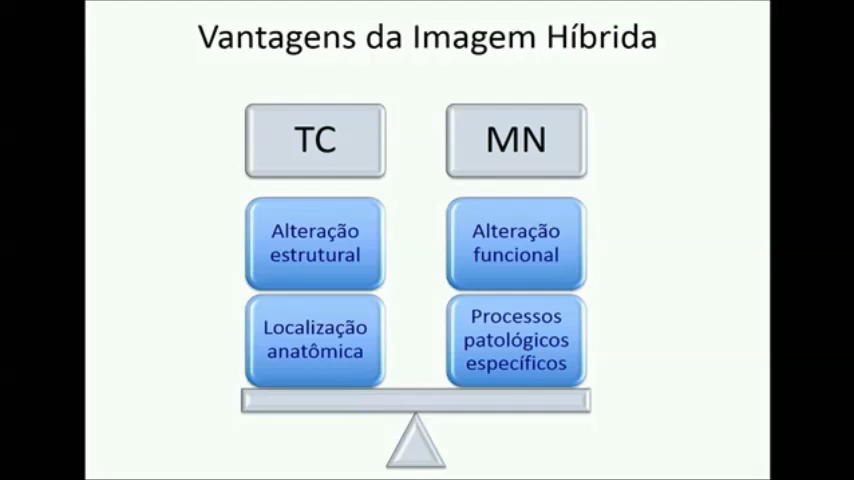 Vantagens da Imagem Híbrida
TC
MN
Alteração
estrutural
Alteração
funcional
Localização
anatômica
Processos
patológicos
específicos